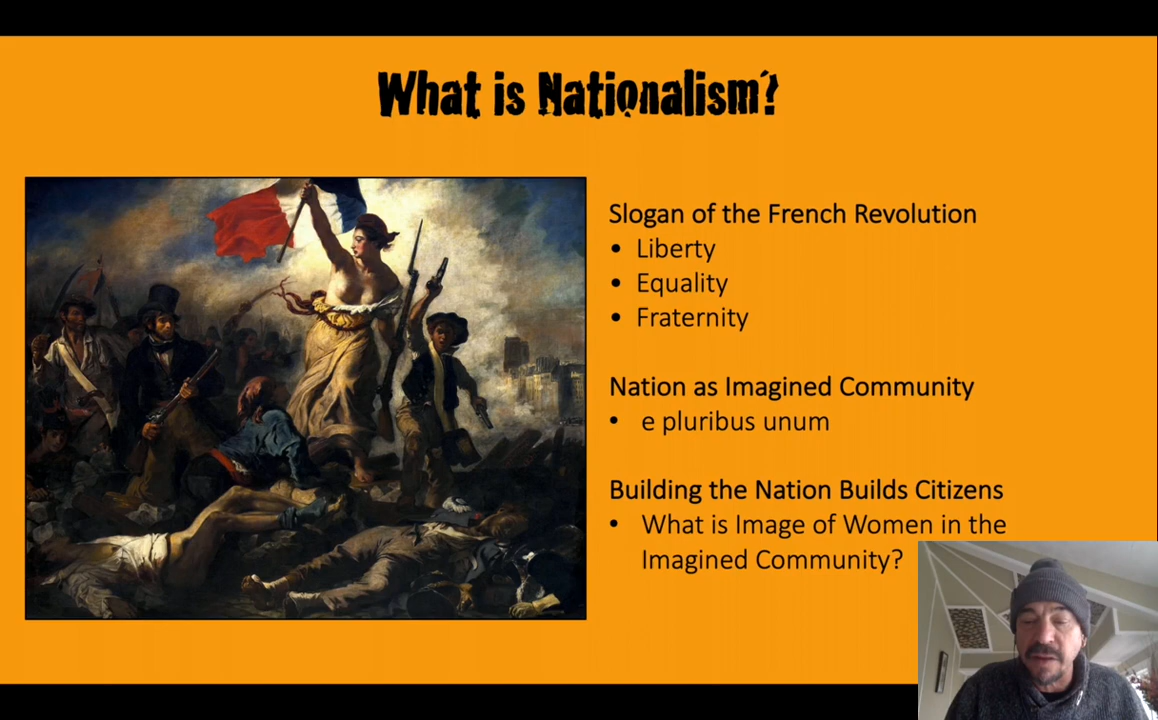 What is Nationalism?
Slogan of the French Revolution
• Liberty
• Equality
• Fraternity
Nation as Imagined Community
• e pluribus unum
Building the Nation Builds Citizens
• What is Image of Women in the
Imagined Community?